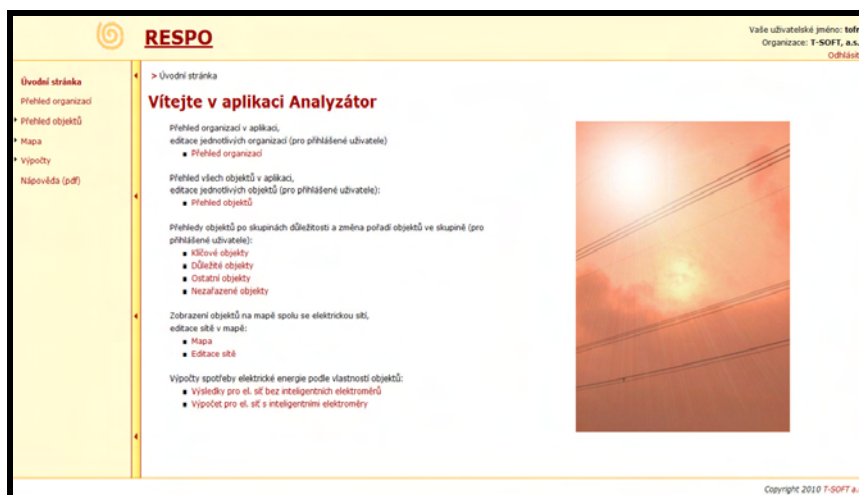 RESPO
Vaše uživatelské jméno: tofr
Organizace: T-SOFT, a.s.
Odhlásit
Úvodní stránka
Přehled organizací
Přehled objektů
Mapa
Výpočty
Nápověda (pdf)
> Úvodní stránka
Vítejte v aplikaci Analyzátor
Přehled organizací v aplikaci,
editace jednotlivých organizací (pro přihlášené uživatele)
Přehled organizací
Přehled všech objektů v aplikaci,
editace jednotlivých objektů (pro přihlášené uživatele):
Přehled objektů
Přehledy objektů po skupinách důležitosti a změna pořadí objektů ve skupině (pro
přihlášené uživatele):
Klíčové objekty
Důležité objekty
Ostatní objekty
Nezařazené objekty
Zobrazení objektů na mapě spolu se elektrickou sítí,
editace sítě v mapě:
Mapa
Editace sítě
Výpočty spotřeby elektrické energie podle vlastností objektů:
Výsledky pro el. síť bez inteligentních elektroměrů
Výpočet pro el. síť s inteligentními elektroměry
Copyright 2010 T-SOFT a.